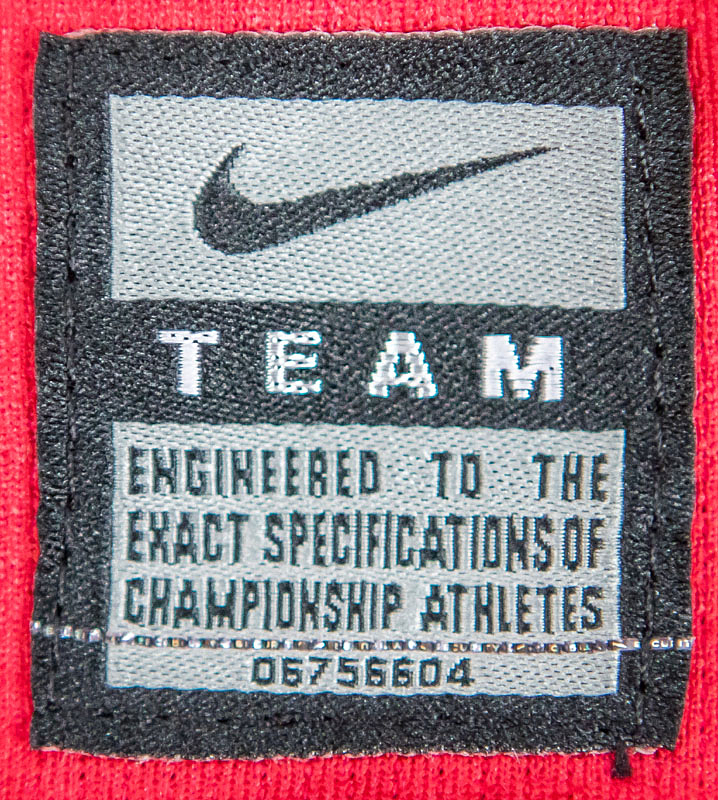 TEAM
ENGINEERED TO THE
EXACT SPECIFICATIONS OF
CHAMPIONSHIP ATHLETES
06756604